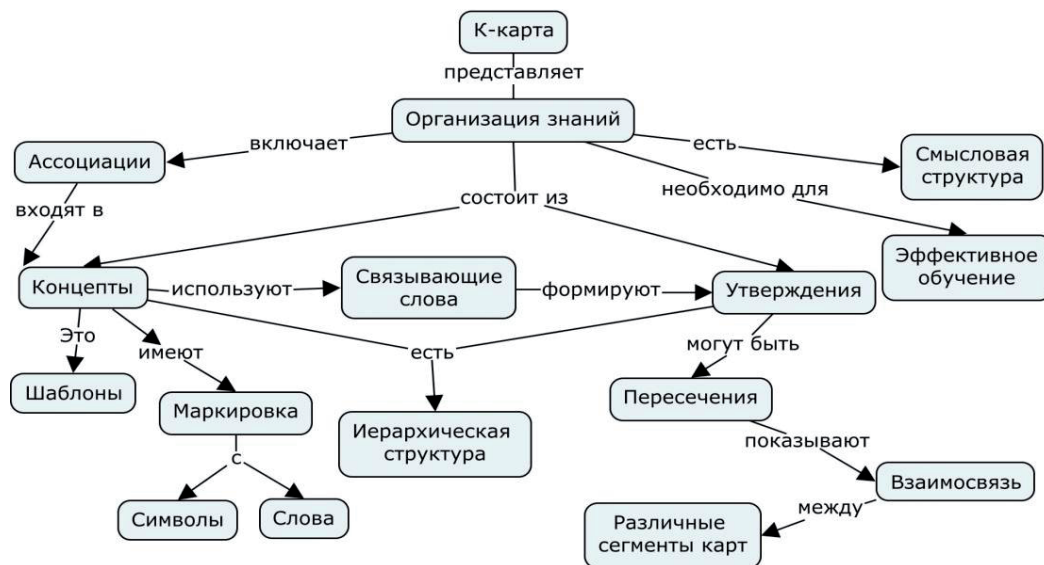 К-карта
представляет
Организация знаний
включает
есть
Ассоциации
Смысловая
структура
необходимо для
входят в
состоит из
Эффективное
обучение
Концепты
используют
Связывающие
слова
формируют
Утверждения
Это
имеют
есть
могут быть
Шаблоны
Маркировка
Пересечения
Иерархическая
структура
показывают
с
Взаимосвязь
Символы
Слова
между
Различные
сегменты карт